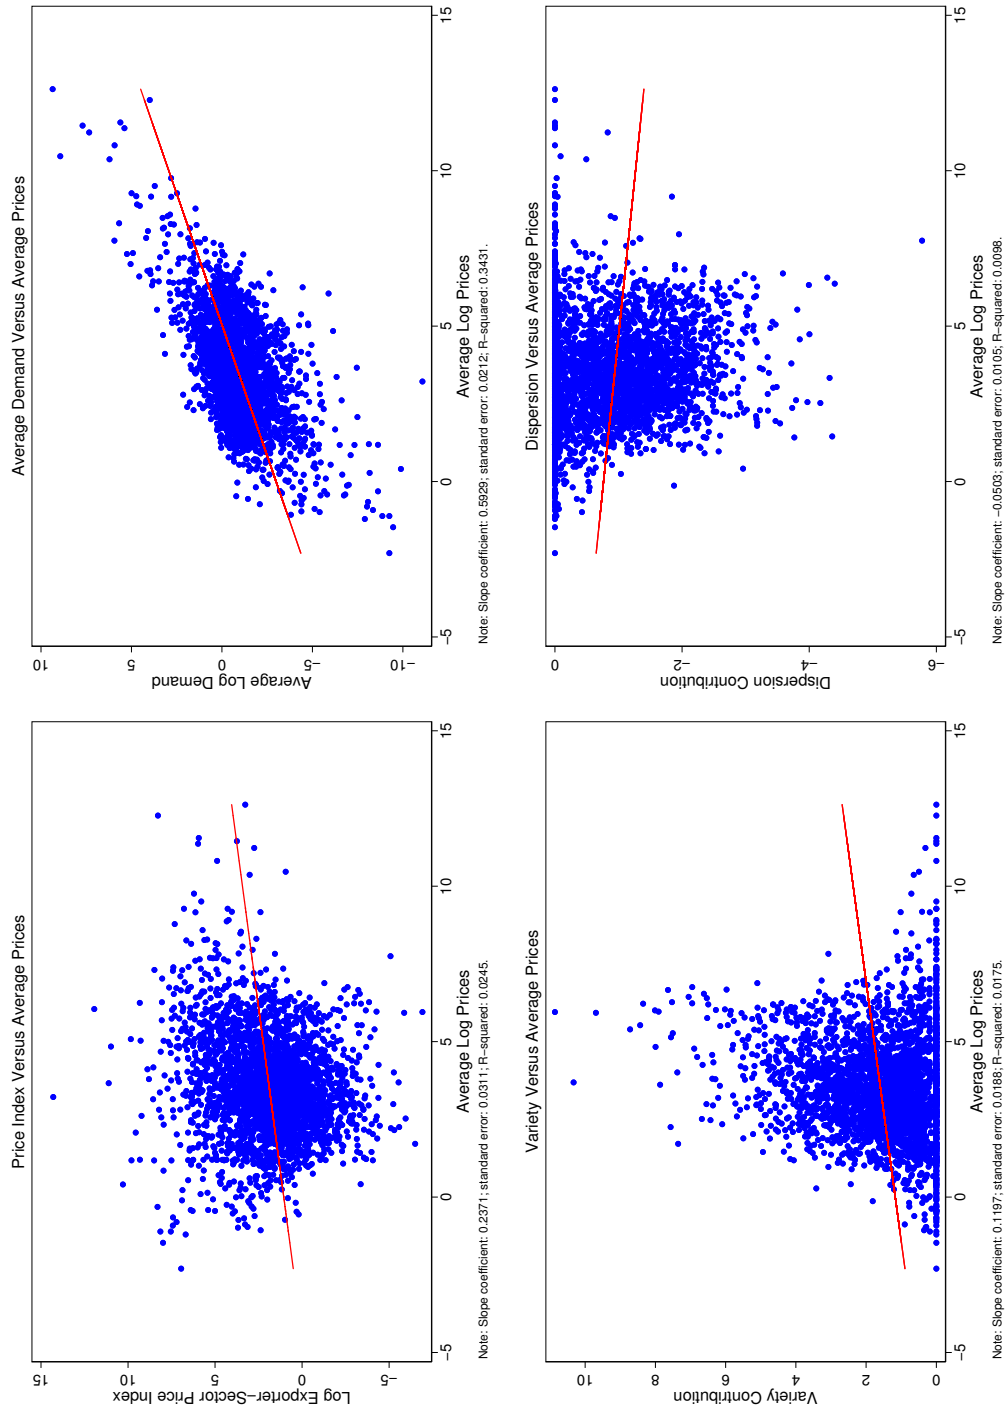 Price Index Versus Average Prices
Log Exporter−Sector Price Index
15
10
5
0
−5
−5
0
5
10
15
Average Log Prices
Note: Slope coefficient: 0.2371; standard error: 0.0311; R−squared: 0.0245.
Average Demand Versus Average Prices
Average Log Demand
10
5
0
−5
−10
−5
0
5
10
15
Average Log Prices
Note: Slope coefficient: 0.5929; standard error: 0.0212; R−squared: 0.3431.
Variety Versus Average Prices
Variety Contribution
10
8
6
4
2
0
−5
0
5
10
15
Average Log Prices
Note: Slope coefficient: 0.1197; standard error: 0.0188; R−squared: 0.0175.
Dispersion Versus Average Prices
Dispersion Contribution
0
−2
−4
−6
−5
0
5
10
15
Average Log Prices
Note: Slope coefficient: −0.0503; standard error: 0.0105; R−squared: 0.0098.